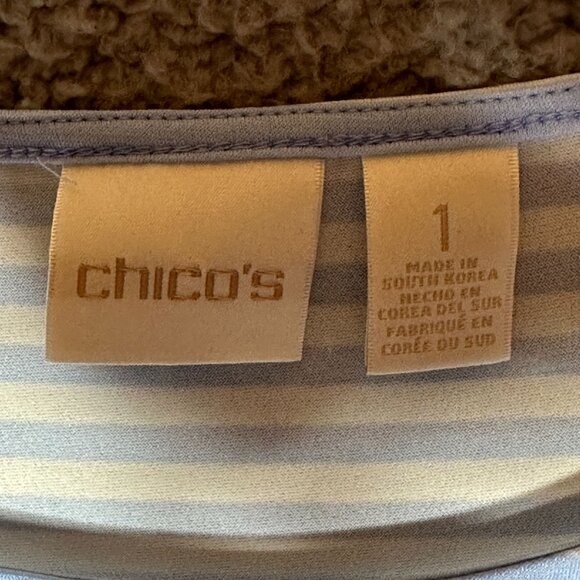 chico's
1
MADE IN
SOUTH KOREA
HECHO EN
COREA DEL SUR
FABRIQUÉ EN
CORÉE DU SUD